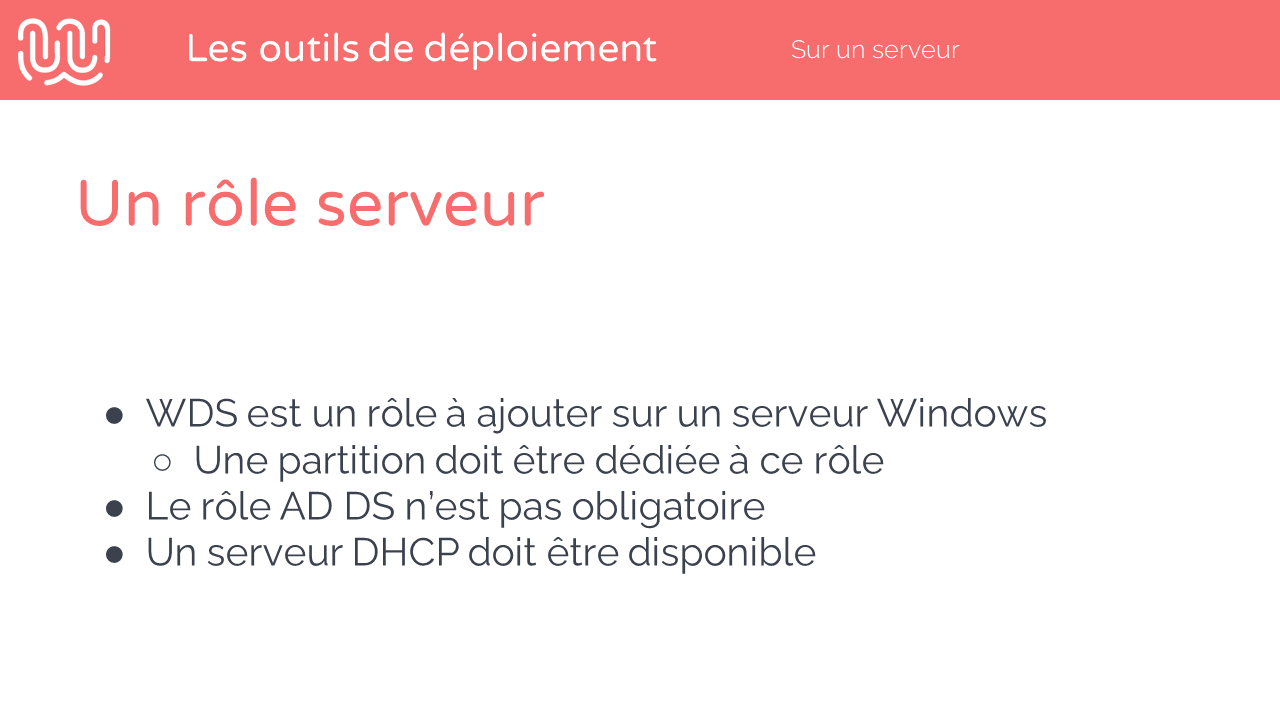 Les outils de déploiement
Sur un serveur
Un rôle serveur
● WDS est un rôle à ajouter sur un serveur Windows
○ Une partition doit être dédiée à ce rôle
● Le rôle AD DS n’est pas obligatoire
● Un serveur DHCP doit être disponible